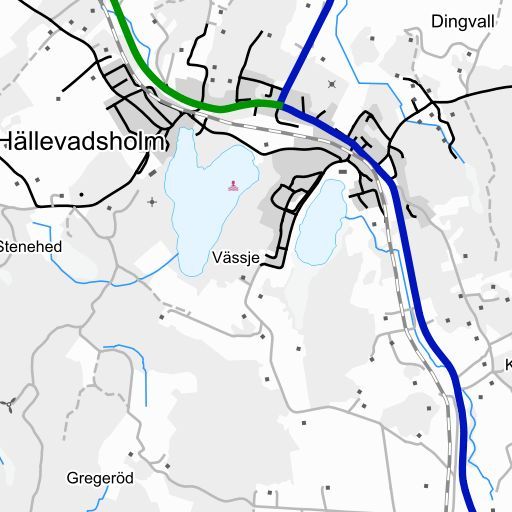 Dingvall
Hällevadsholm
Stenehed
Vässje
K
Gregeröd